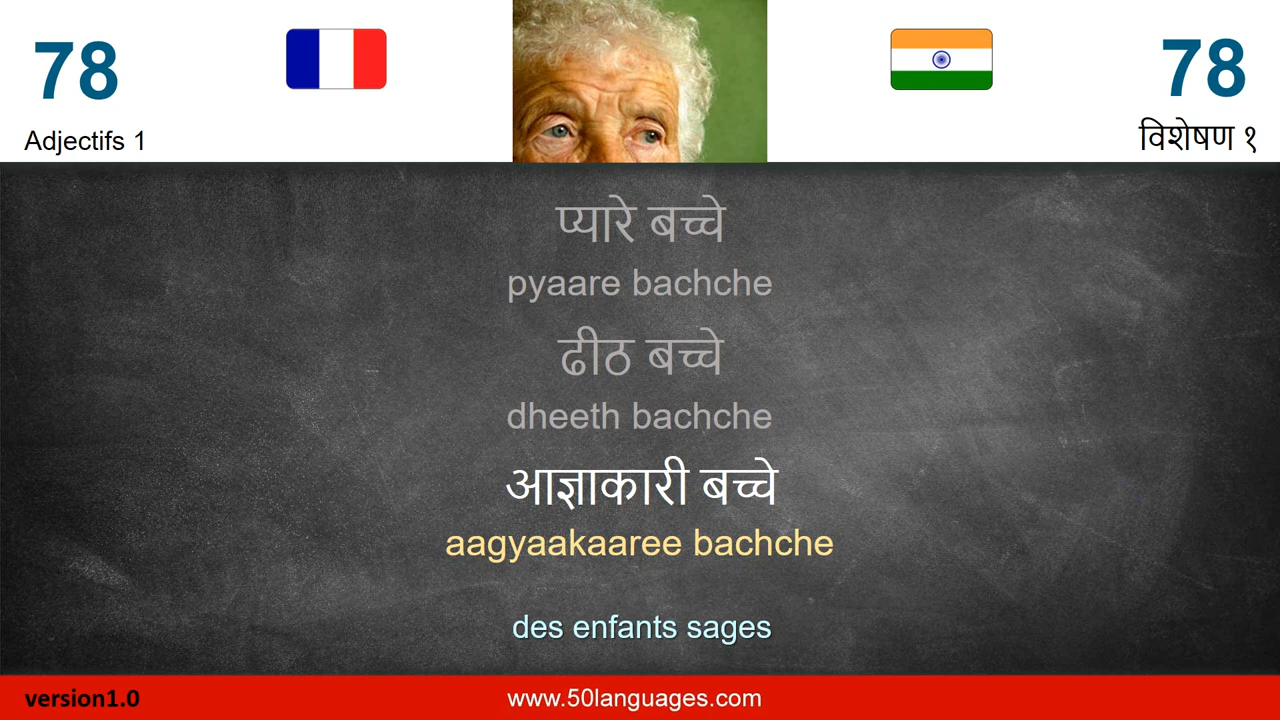 78
Adjectifs 1
78
विशेषण १
प्यारे बच्चे
pyaare bachche
ढीठ बच्चे
dheeth bachche
आज्ञाकारी बच्चे
aagyaakaaree bachche
des enfants sages
version1.0
www.50languages.com